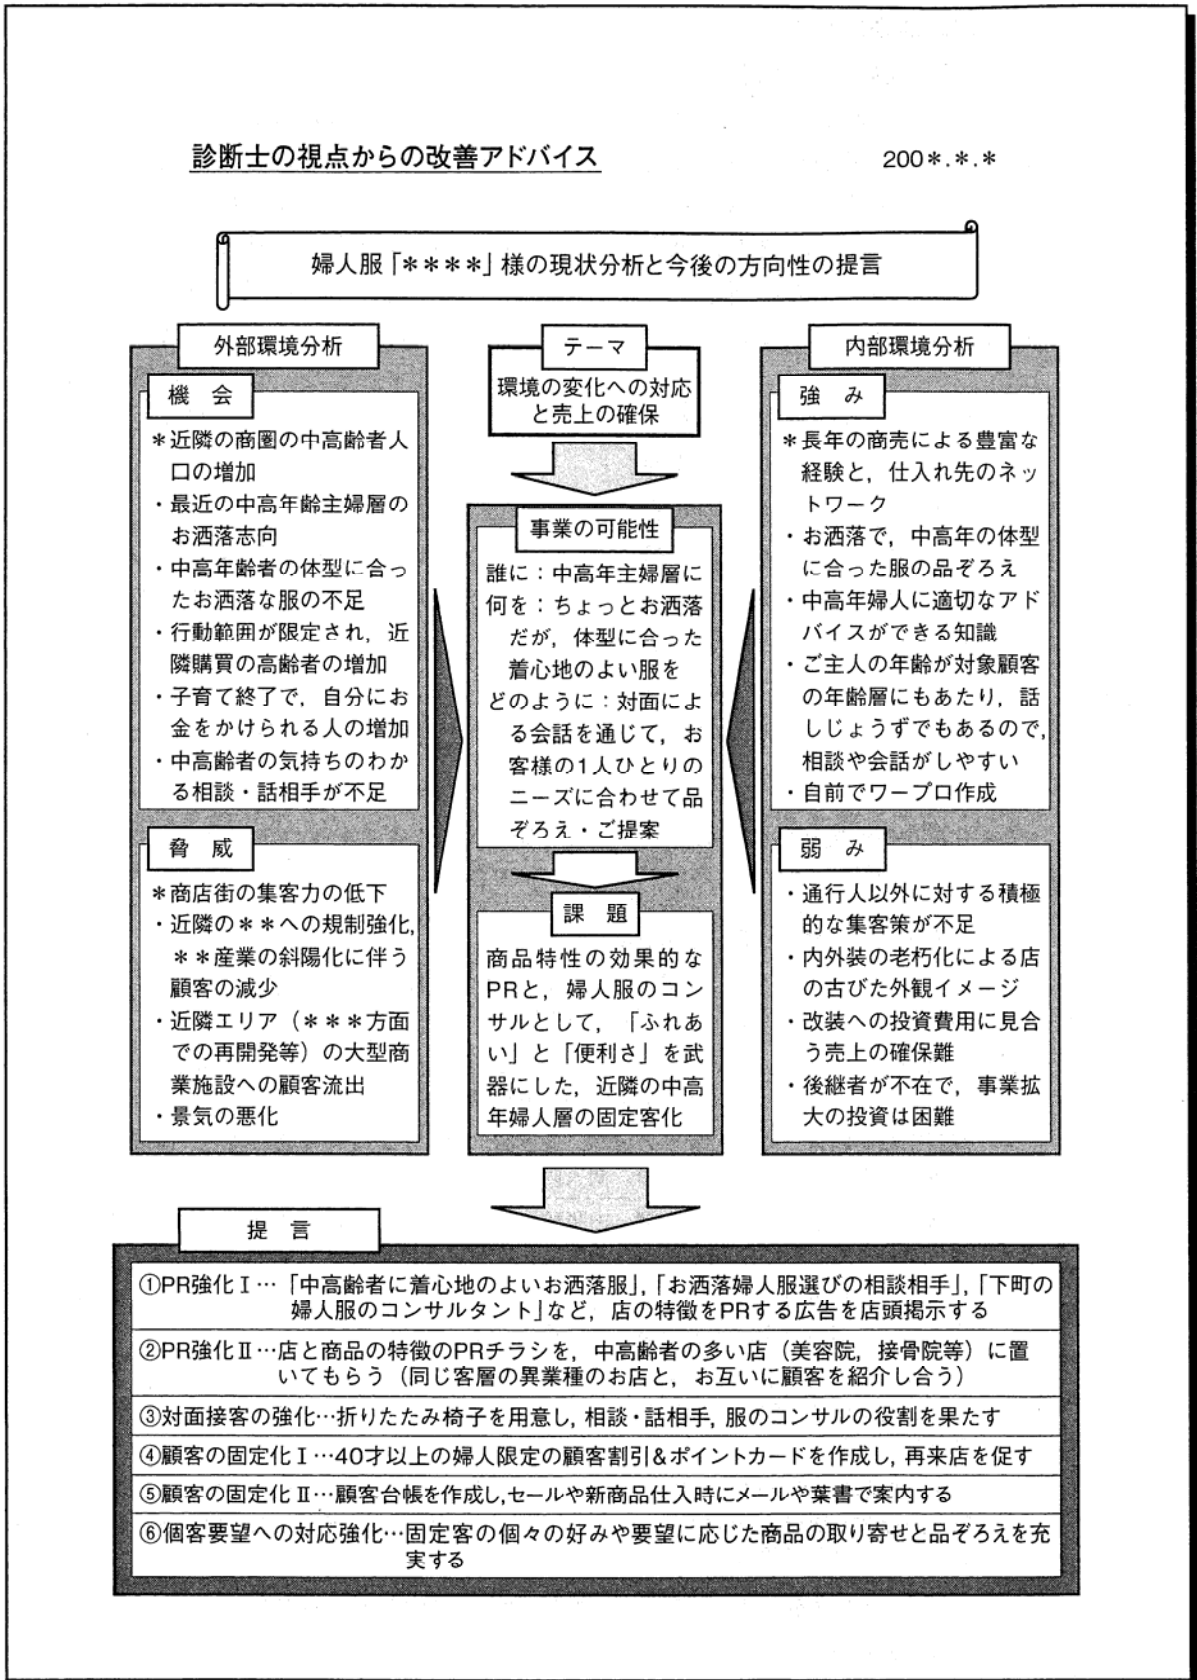 診断士の視点からの改善アドバイス
200＊.＊.＊
婦人服「＊＊＊＊」様の現状分析と今後の方向性の提言
外部環境分析
機　会
＊近隣の商圏の中高齢者人
口の増加
・最近の中高年齢主婦層の
お洒落志向
・中高年齢者の体型に合っ
たお洒落な服の不足
・行動範囲が限定され，近
隣購買の高齢者の増加
・子育て終了で，自分にお
金をかけられる人の増加
・中高齢者の気持ちのわか
る相談・話相手が不足
脅　威
＊商店街の集客力の低下
・近隣の＊＊への規制強化，
＊＊産業の斜陽化に伴う
顧客の減少
・近隣エリア（＊＊＊方面
での再開発等）の大型商
業施設への顧客流出
・景気の悪化
テーマ
環境の変化への対応
と売上の確保
事業の可能性
誰に：中高年主婦層に
何を：ちょっとお洒落
だが，体型に合った
着心地のよい服を
どのように：対面によ
る会話を通じて，お
客様の1人ひとりの
ニーズに合わせて品
ぞろえ・ご提案
課　題
商品特性の効果的な
PRと，婦人服のコン
サルとして，「ふれあ
い」と「便利さ」を武
器にした，近隣の中高
年婦人層の固定客化
内部環境分析
強　み
＊長年の商売による豊富な
経験と，仕入れ先のネッ
トワーク
・お洒落で，中高年の体型
に合った服の品ぞろえ
・中高年婦人に適切なアド
バイスができる知識
・ご主人の年齢が対象顧客
の年齢層にもあたり，話
しじょうずでもあるので，
相談や会話がしやすい
・自前でワープロ作成
弱　み
・通行人以外に対する積極
的な集客策が不足
・内外装の老朽化による店
の古びた外観イメージ
・改装への投資費用に見合
う売上の確保難
・後継者が不在で，事業拡
大の投資は困難
提　言
①PR強化Ⅰ…「中高齢者に着心地のよいお洒落服」，「お洒落婦人服選びの相談相手」，「下町の
婦人服のコンサルタント」など，店の特徴をPRする広告を店頭掲示する
②PR強化Ⅱ…店と商品の特徴のPRチラシを，中高齢者の多い店（美容院，接骨院等）に置
いてもらう（同じ客層の異業種のお店と，お互いに顧客を紹介し合う）
③対面接客の強化…折りたたみ椅子を用意し，相談・話相手，服のコンサルの役割を果たす
④顧客の固定化Ⅰ…40才以上の婦人限定の顧客割引&ポイントカードを作成し，再来店を促す
⑤顧客の固定化Ⅱ…顧客台帳を作成し，セールや新商品仕入時にメールや葉書で案内する
⑥個客要望への対応強化…固定客の個々の好みや要望に応じた商品の取り寄せと品ぞろえを充
実する